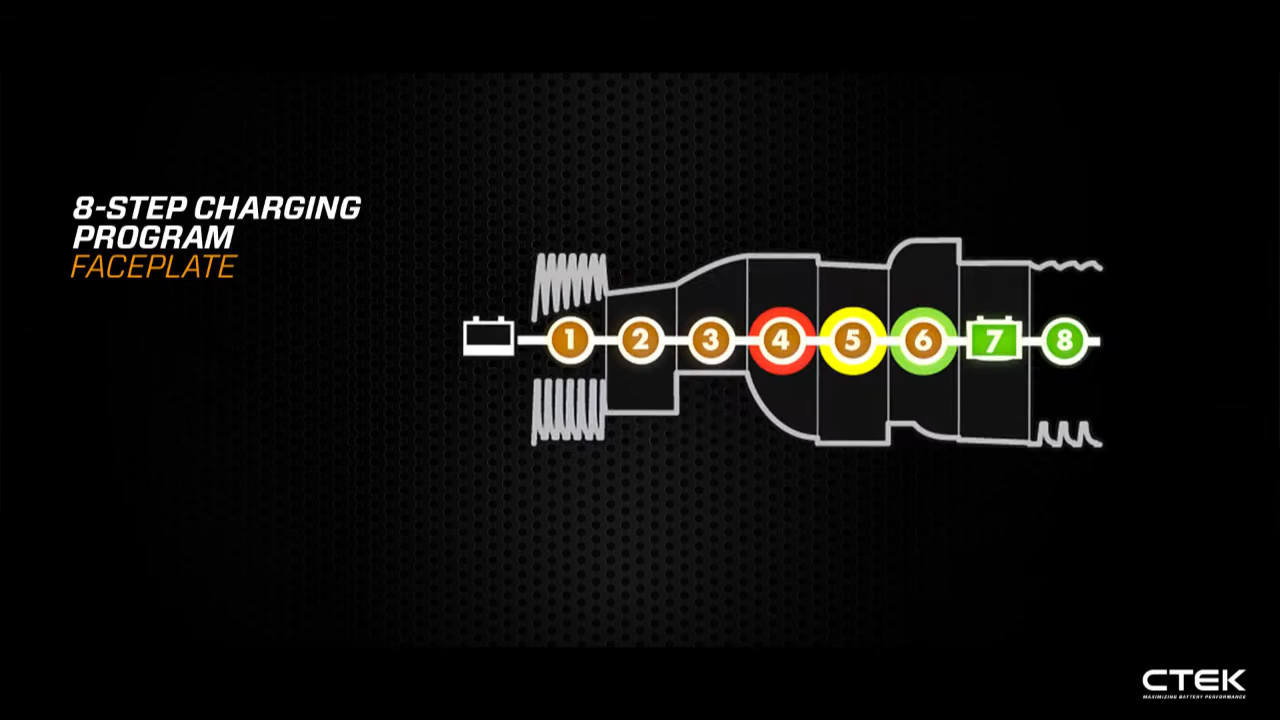 8-STEP CHARGING
PROGRAM
FACEPLATE
1 2 3 4 5 6 7 8
CTEK
MAXIMIZING BATTERY PERFORMANCE